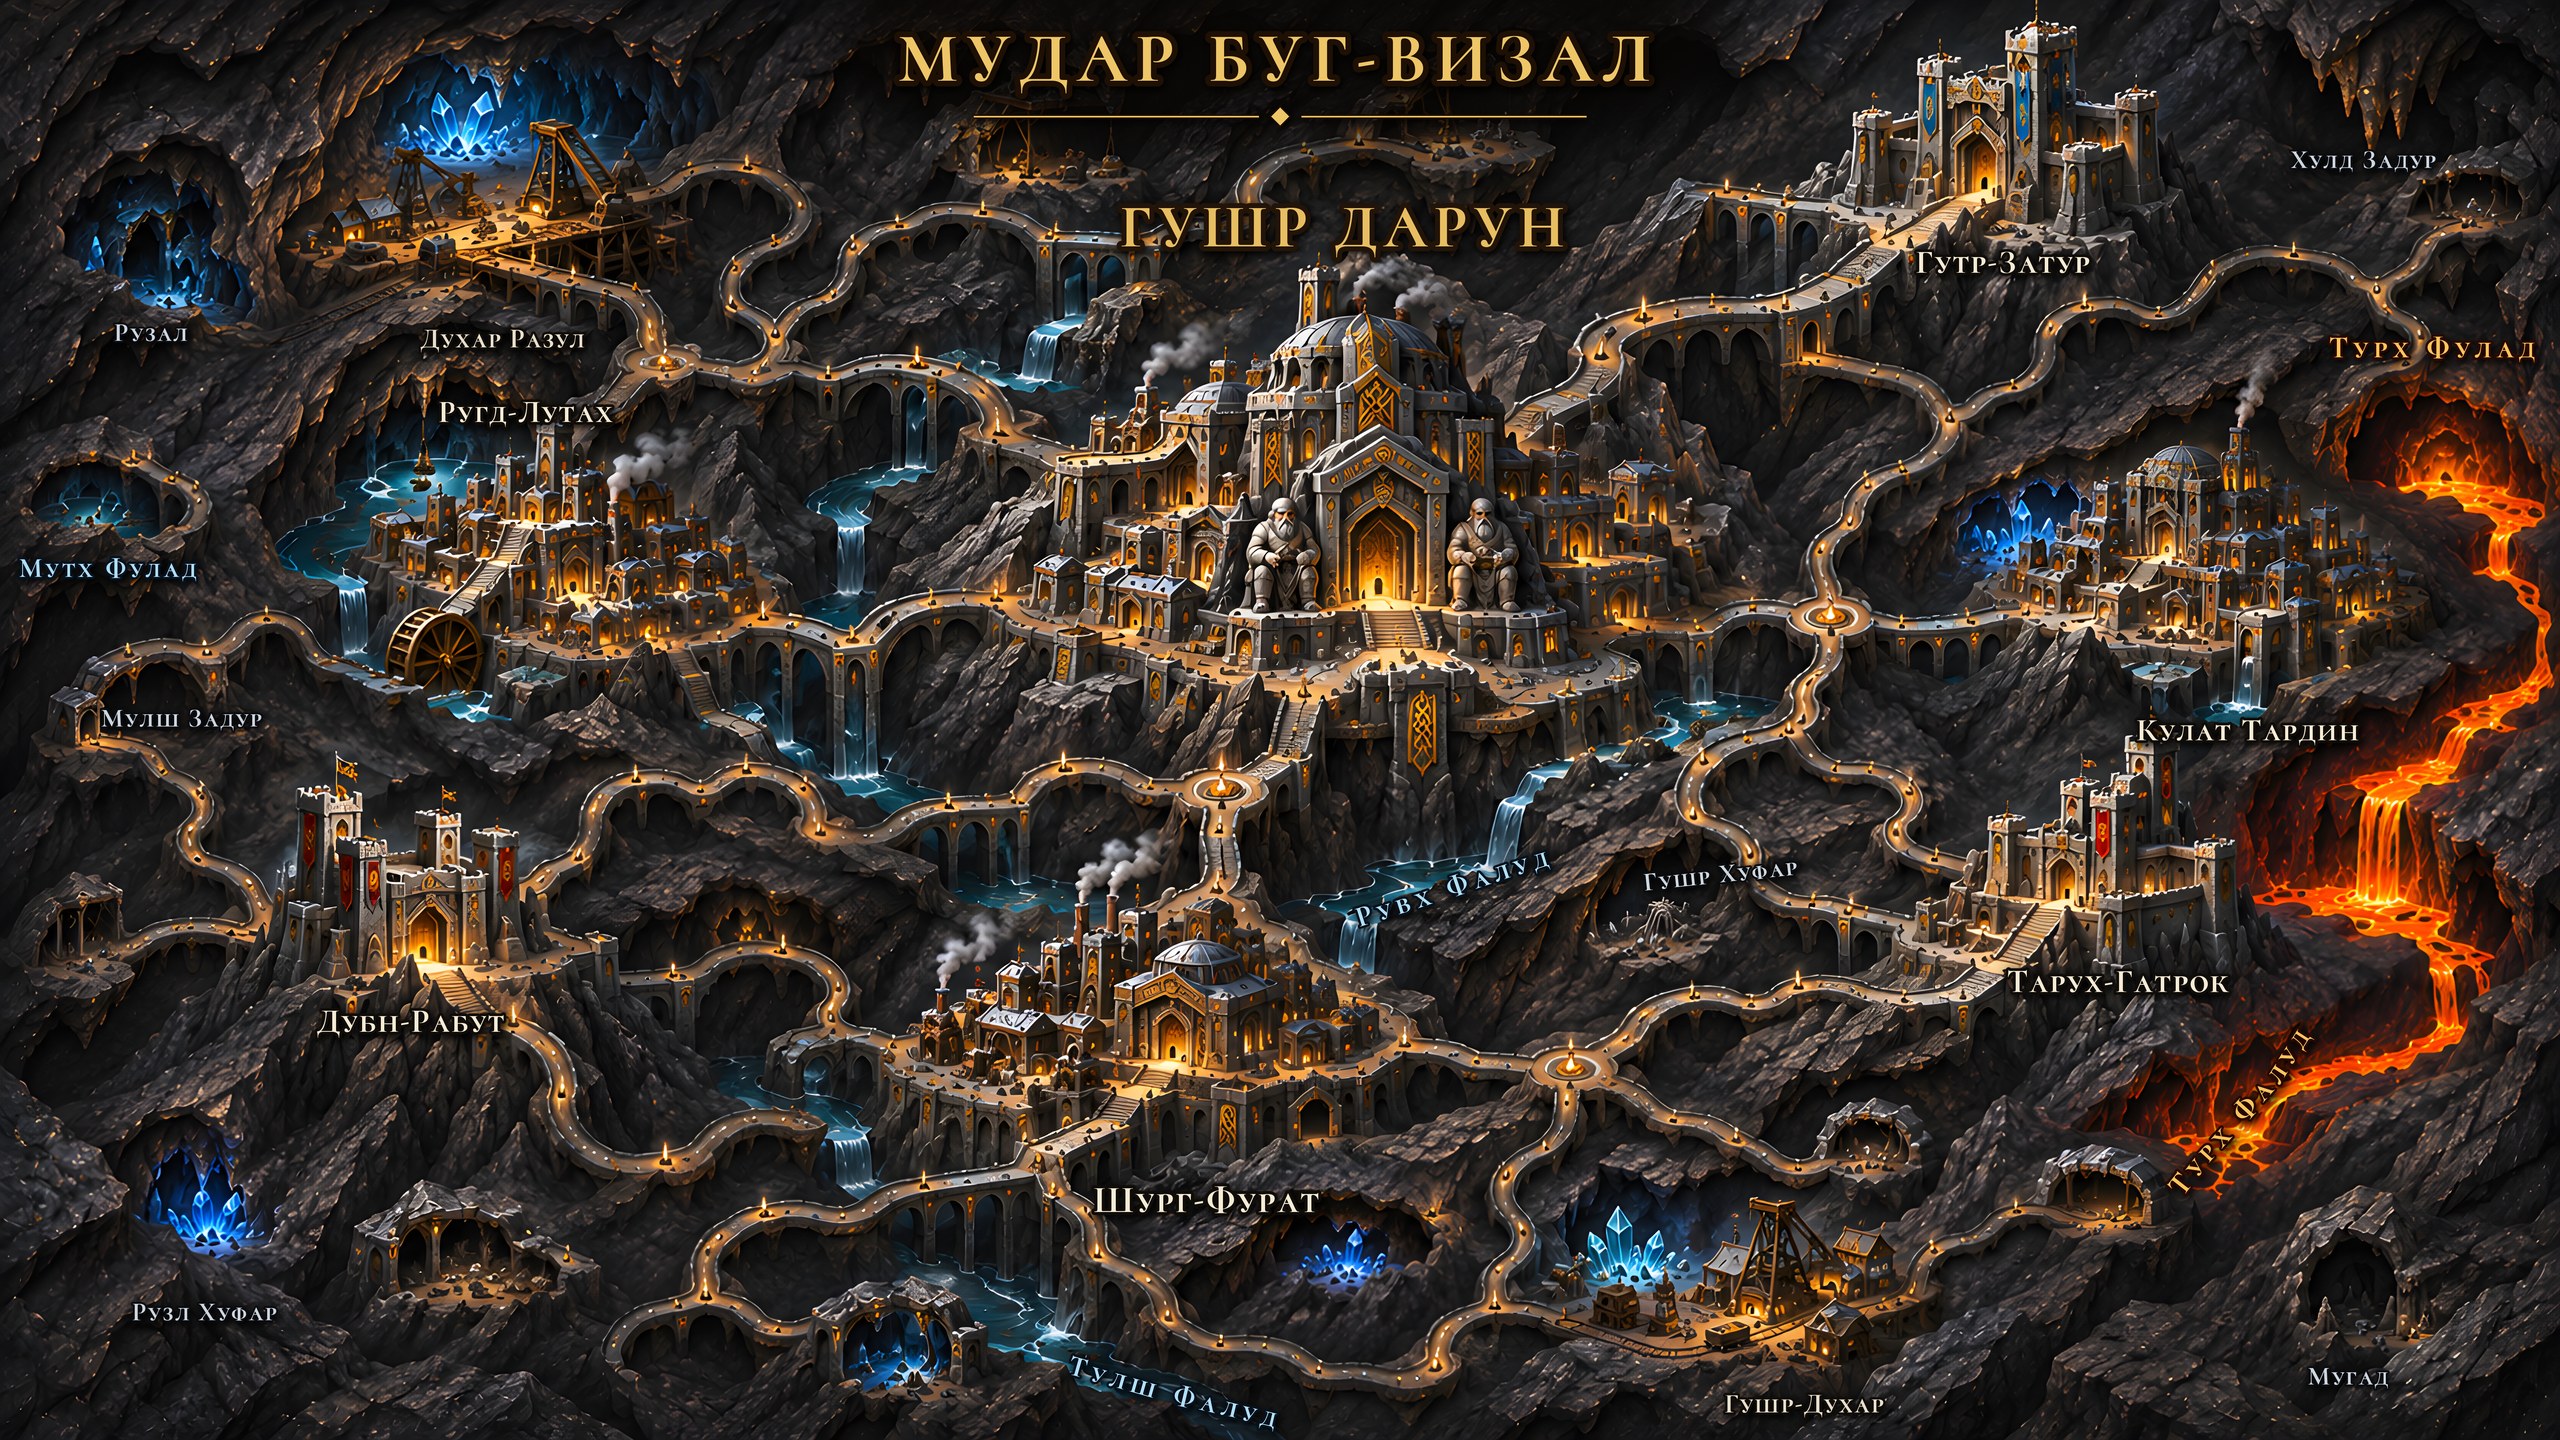 МУДАР БУГ-ВИЗАЛ
ГУШР ДАРУН
Хулд Задур
Гутр-Затур
Рузал
Духар Разул
Турх Фулад
Ругд-Лутах
Мутх Фулад
Мулш Задур
Кулат Тардин
Рувх Фалуд
Гушр Хуфар
Тарух-Гатрок
Дубн-Рабут
Турх Фалуд
Шург-Фурат
Рузл Хуфар
Тулш Фалуд
Мугад
Гушр-Духар